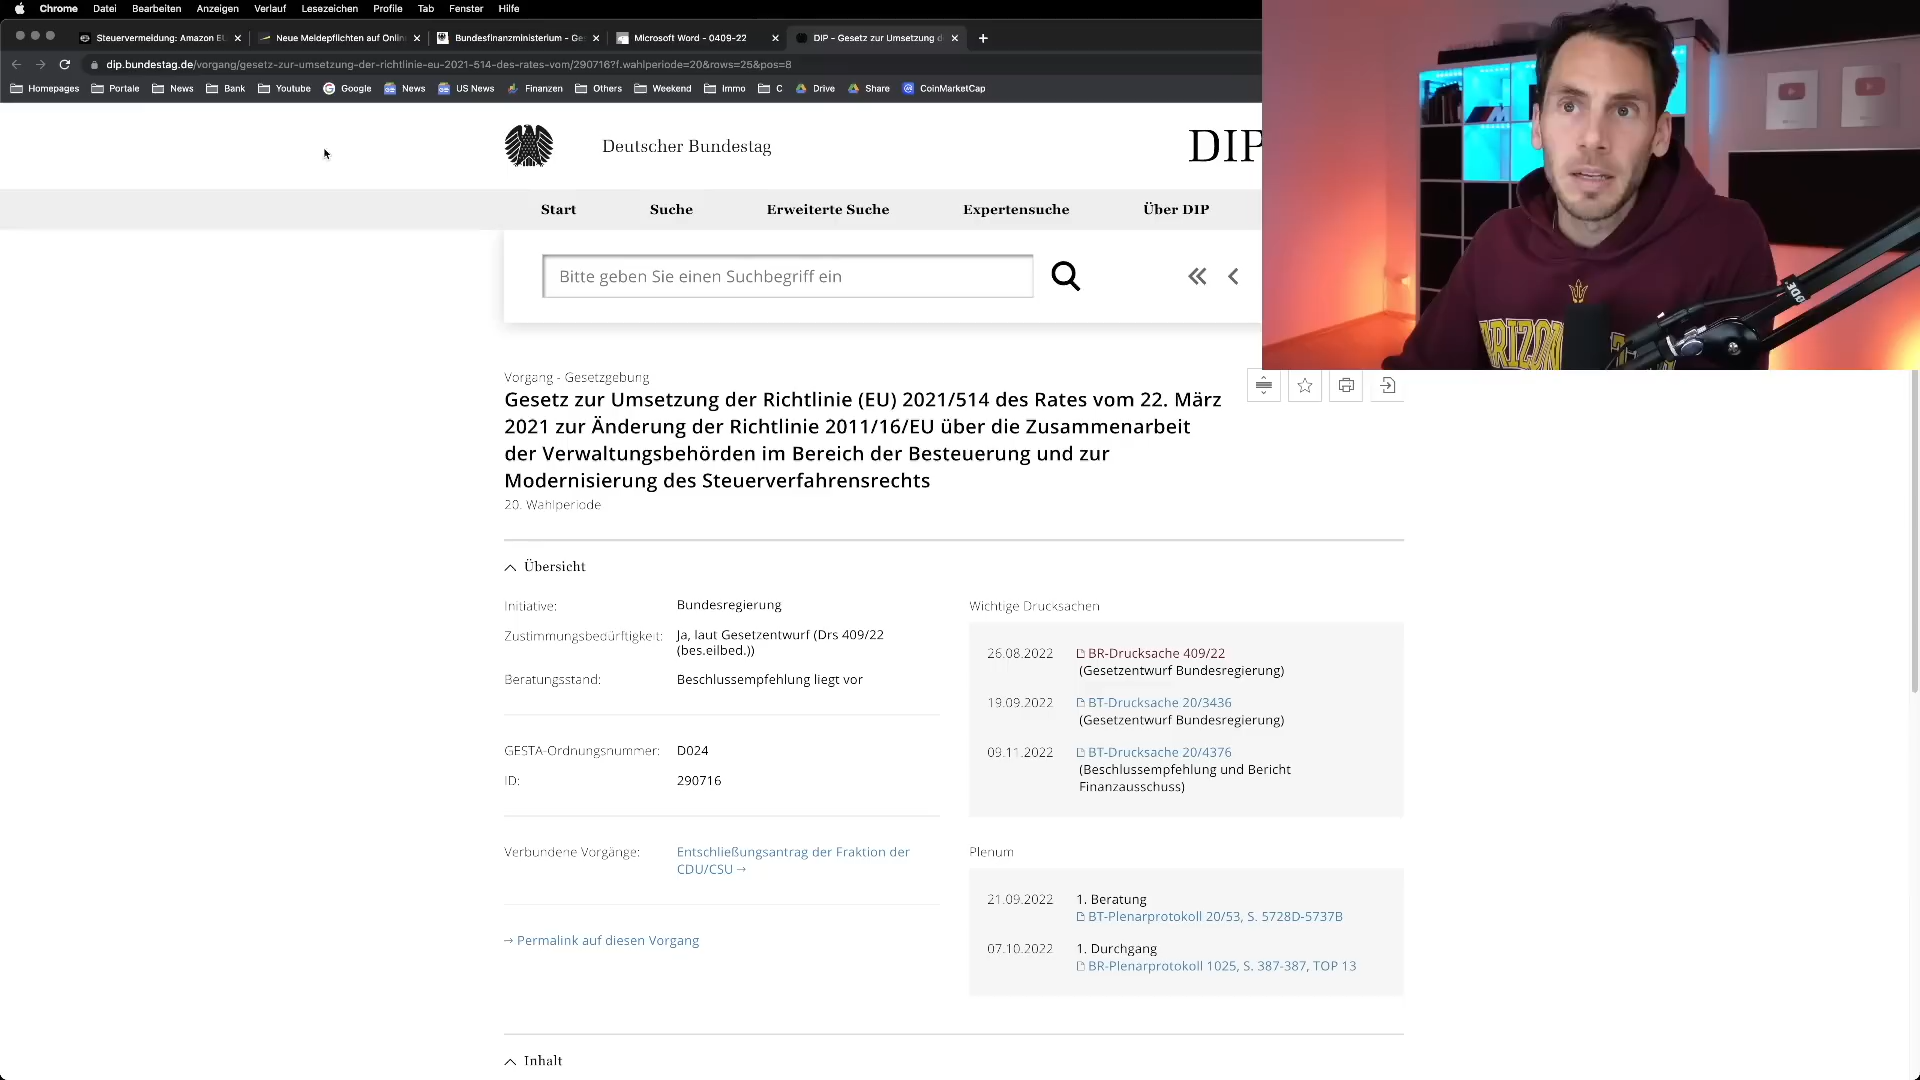 Chrome Datei Bearbeiten Anzeigen Verlauf Lesezeichen Profile Tab Fenster Hilfe
Steuervermeidung: Amazon E
Neue Meldepflichten auf Onlin
Bundesfinanzministerium - Ge
Microsoft Word - 0409-22
DIP - Gesetz zur Umsetzung d
dip.bundestag.de/vorgang/gesetz-zur-umsetzung-der-richtlinie-eu-2021-514-des-rates-vom/290716?f.wahlperiode=20&rows=25&pos=8
Homepages Portale News Bank Youtube Google News US News Finanzen Others Weekend Immo C Drive Share CoinMarketCap
Deutscher Bundestag
DIP
Start Suche Erweiterte Suche Expertensuche Über DIP
Bitte geben Sie einen Suchbegriff ein
Vorgang - Gesetzgebung
Gesetz zur Umsetzung der Richtlinie (EU) 2021/514 des Rates vom 22. März
2021 zur Änderung der Richtlinie 2011/16/EU über die Zusammenarbeit
der Verwaltungsbehörden im Bereich der Besteuerung und zur
Modernisierung des Steuerverfahrensrechts
20. Wahlperiode
Übersicht
Initiative: Bundesregierung
Zustimmungsbedürftigkeit: Ja, laut Gesetzentwurf (Drs 409/22
(bes.eilbed.))
Beratungsstand: Beschlussempfehlung liegt vor
GESTA-Ordnungsnummer: D024
ID: 290716
Verbundene Vorgänge: Entschließungsantrag der Fraktion der
CDU/CSU →
→ Permalink auf diesen Vorgang
Wichtige Drucksachen
26.08.2022 BR-Drucksache 409/22
(Gesetzentwurf Bundesregierung)
19.09.2022 BT-Drucksache 20/3436
(Gesetzentwurf Bundesregierung)
09.11.2022 BT-Drucksache 20/4376
(Beschlussempfehlung und Bericht
Finanzausschuss)
Plenum
21.09.2022 1. Beratung
BT-Plenarprotokoll 20/53, S. 5728D-5737B
07.10.2022 1. Durchgang
BR-Plenarprotokoll 1025, S. 387-387, TOP 13
Inhalt